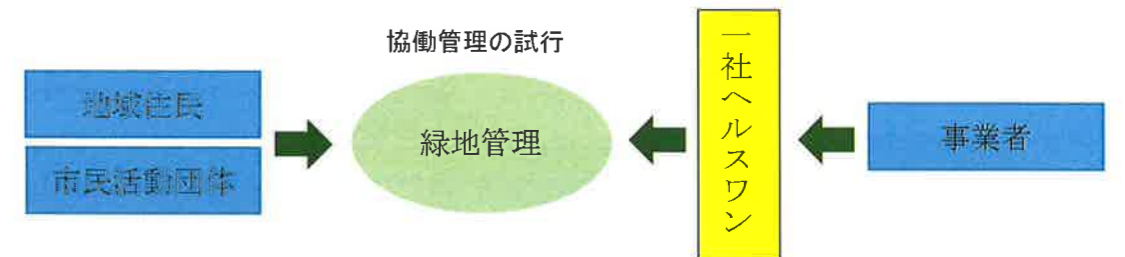 協働管理の試行
地域住民
市民活動団体
緑地管理
一社ヘルスワン
事業者